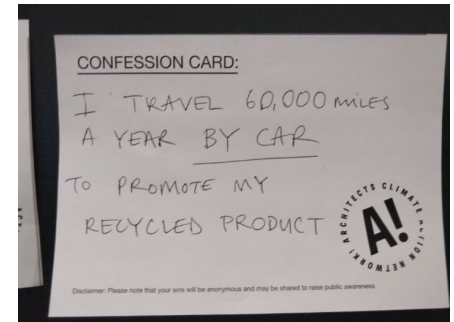 CONFESSION CARD:
I TRAVEL 60,000 MILES
A YEAR BY CAR
TO PROMOTE MY
RECYCLED PRODUCT
ARCHITECTS CLIMATE ACTION NETWORK!
A!
Disclaimer: Please note that your sins will be anonymous and may be shared to raise public awareness